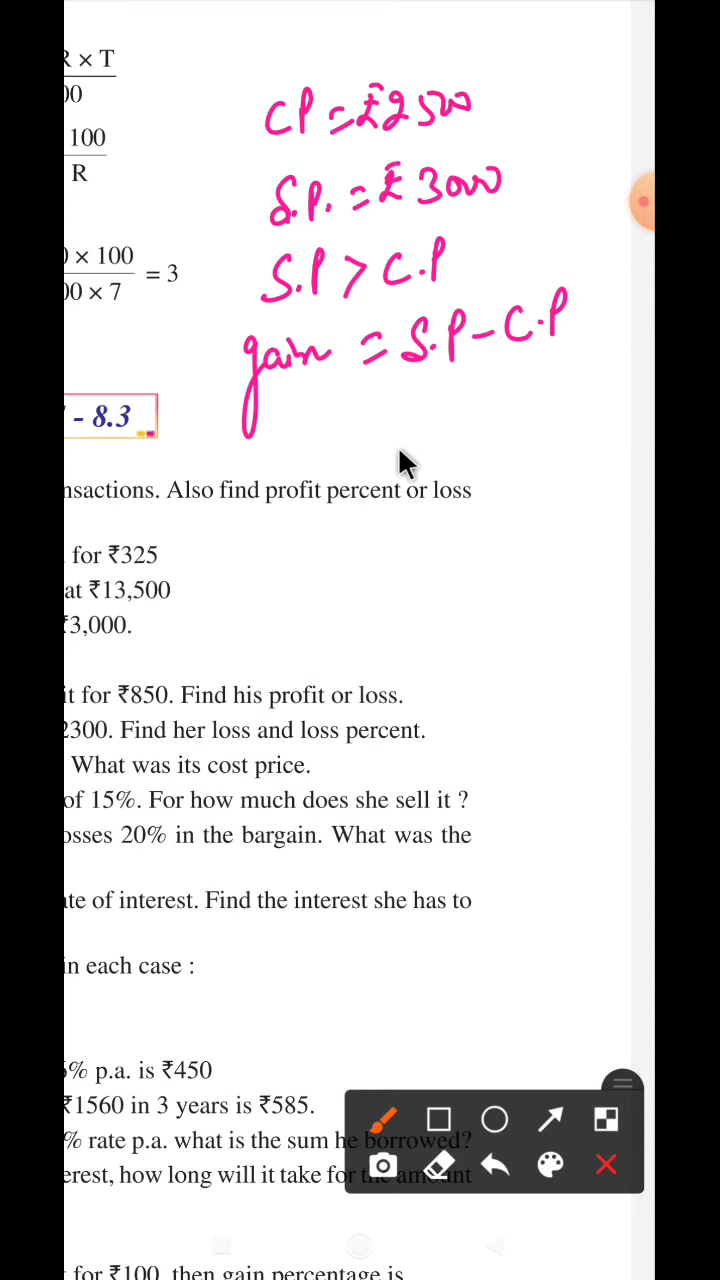 R × T
00
100
R
0 × 100
00 × 7
= 3
CP = ₹2500
S.P. = ₹3000
S.P > C.P
gain = S.P - C.P
- 8.3
nsactions. Also find profit percent or loss
for ₹325
at ₹13,500
₹3,000.
it for ₹850. Find his profit or loss.
2300. Find her loss and loss percent.
What was its cost price.
of 15%. For how much does she sell it ?
osses 20% in the bargain. What was the
ate of interest. Find the interest she has to
in each case :
% p.a. is ₹450
₹1560 in 3 years is ₹585.
% rate p.a. what is the sum he borrowed?
erest, how long will it take for the amount
for ₹100, then gain percentage is